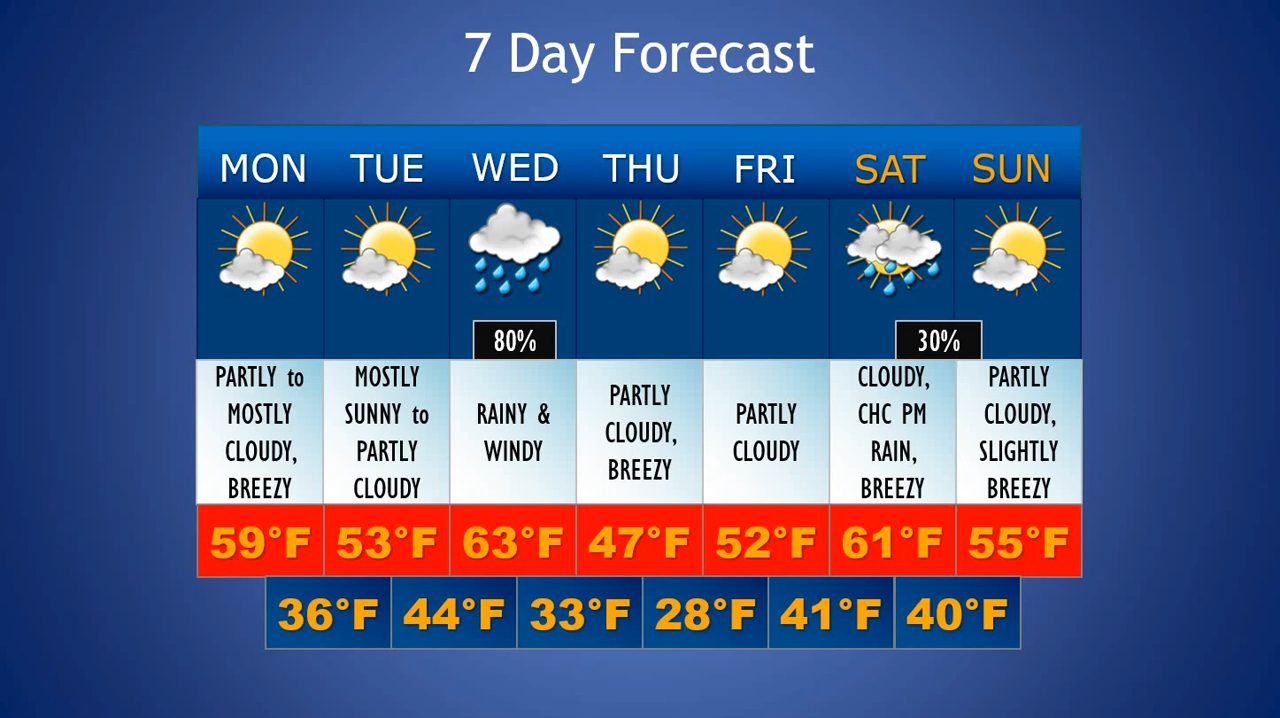 7 Day Forecast
MON TUE WED THU FRI SAT SUN
80% 30%
PARTLY to
MOSTLY
CLOUDY,
BREEZY
MOSTLY
SUNNY to
PARTLY
CLOUDY
RAINY &
WINDY
PARTLY
CLOUDY,
BREEZY
PARTLY
CLOUDY
CLOUDY,
CHC PM
RAIN,
BREEZY
PARTLY
CLOUDY,
SLIGHTLY
BREEZY
59°F 53°F 63°F 47°F 52°F 61°F 55°F
36°F 44°F 33°F 28°F 41°F 40°F